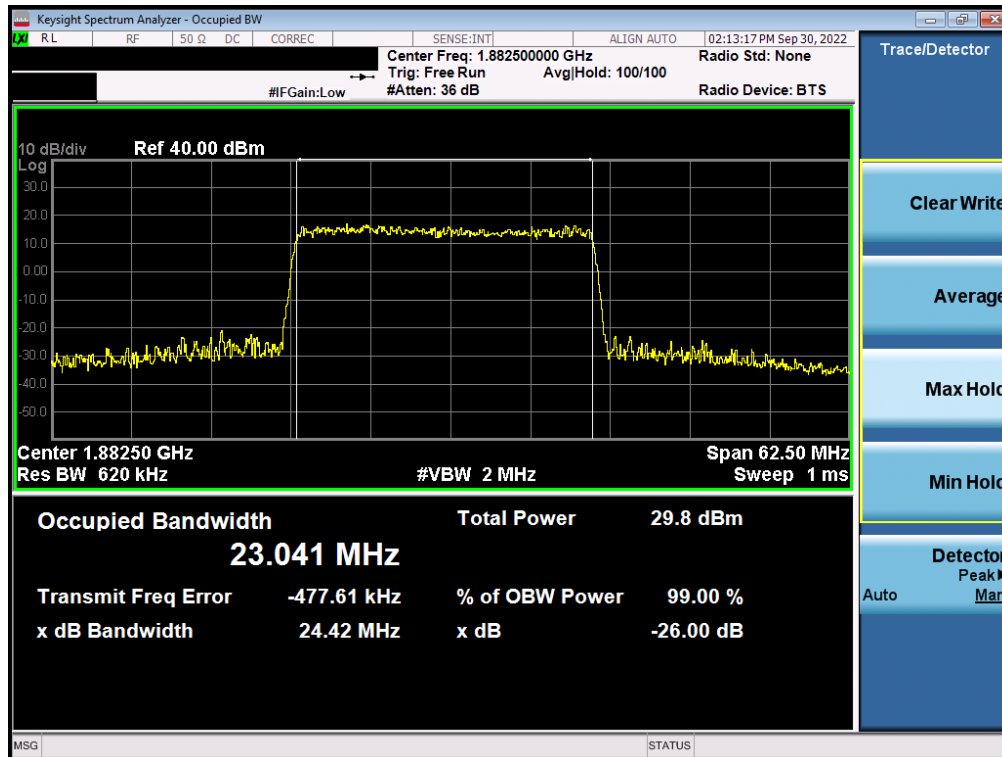 Keysight Spectrum Analyzer - Occupied BW
LXI RL RF 50 Ω DC CORREC SENSE:INT ALIGN AUTO 02:13:17 PM Sep 30, 2022
Center Freq: 1.882500000 GHz Radio Std: None
Trig: Free Run Avg|Hold: 100/100
#IFGain:Low #Atten: 36 dB Radio Device: BTS
Trace/Detector
10 dB/div Ref 40.00 dBm
Log
30.0
20.0
10.0
0.00
-10.0
-20.0
-30.0
-40.0
-50.0
Center 1.88250 GHz Span 62.50 MHz
Res BW 620 kHz #VBW 2 MHz Sweep 1 ms
Occupied Bandwidth Total Power 29.8 dBm
23.041 MHz
Transmit Freq Error -477.61 kHz % of OBW Power 99.00 %
x dB Bandwidth 24.42 MHz x dB -26.00 dB
Clear Write
Average
Max Hold
Min Hold
Detector
Peak
Auto Man
MSG STATUS